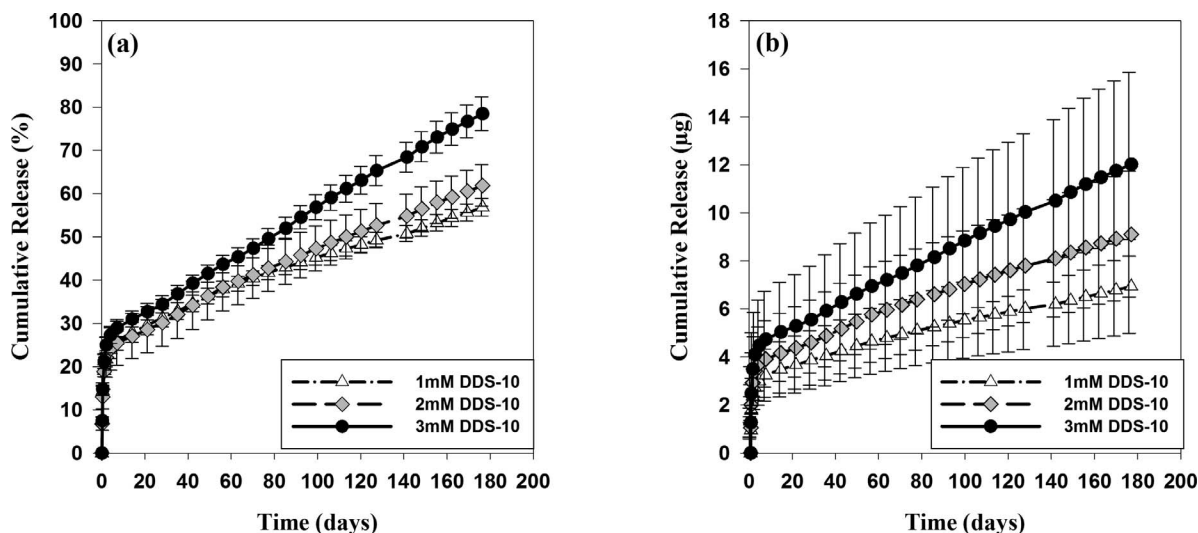 (a)
Cumulative Release (%)
100
90
80
70
60
50
40
30
20
10
0
0 20 40 60 80 100 120 140 160 180 200
Time (days)
1mM DDS-10
2mM DDS-10
3mM DDS-10
(b)
Cumulative Release (µg)
18
16
14
12
10
8
6
4
2
0
0 20 40 60 80 100 120 140 160 180 200
Time (days)
1mM DDS-10
2mM DDS-10
3mM DDS-10